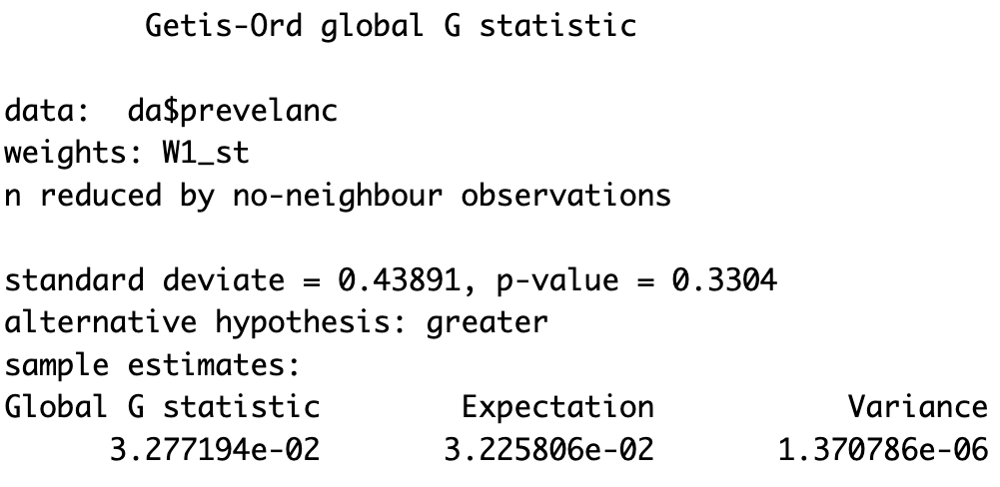 Getis-Ord global G statistic
data:  da$prevelanc
weights: W1_st
n reduced by no-neighbour observations
standard deviate = 0.43891, p-value = 0.3304
alternative hypothesis: greater
sample estimates:
Global G statistic        Expectation           Variance
      3.277194e-02       3.225806e-02       1.370786e-06